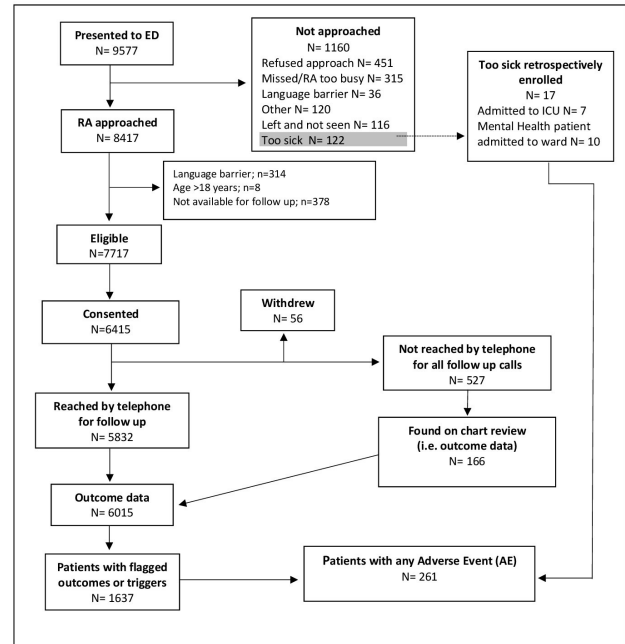 Presented to ED
N= 9577
Not approached
N= 1160
Refused approach N= 451
Missed/RA too busy N= 315
Language barrier N= 36
Other N= 120
Left and not seen N= 116
Too sick N= 122
Too sick retrospectively
enrolled
N= 17
Admitted to ICU N= 7
Mental Health patient
admitted to ward N= 10
RA approached
N= 8417
Language barrier; n=314
Age >18 years; n=8
Not available for follow up; n=378
Eligible
N=7717
Consented
N=6415
Withdrew
N= 56
Not reached by telephone
for all follow up calls
N= 527
Reached by telephone
for follow up
N= 5832
Found on chart review
(i.e. outcome data)
N= 166
Outcome data
N= 6015
Patients with flagged
outcomes or triggers
N= 1637
Patients with any Adverse Event (AE)
N= 261